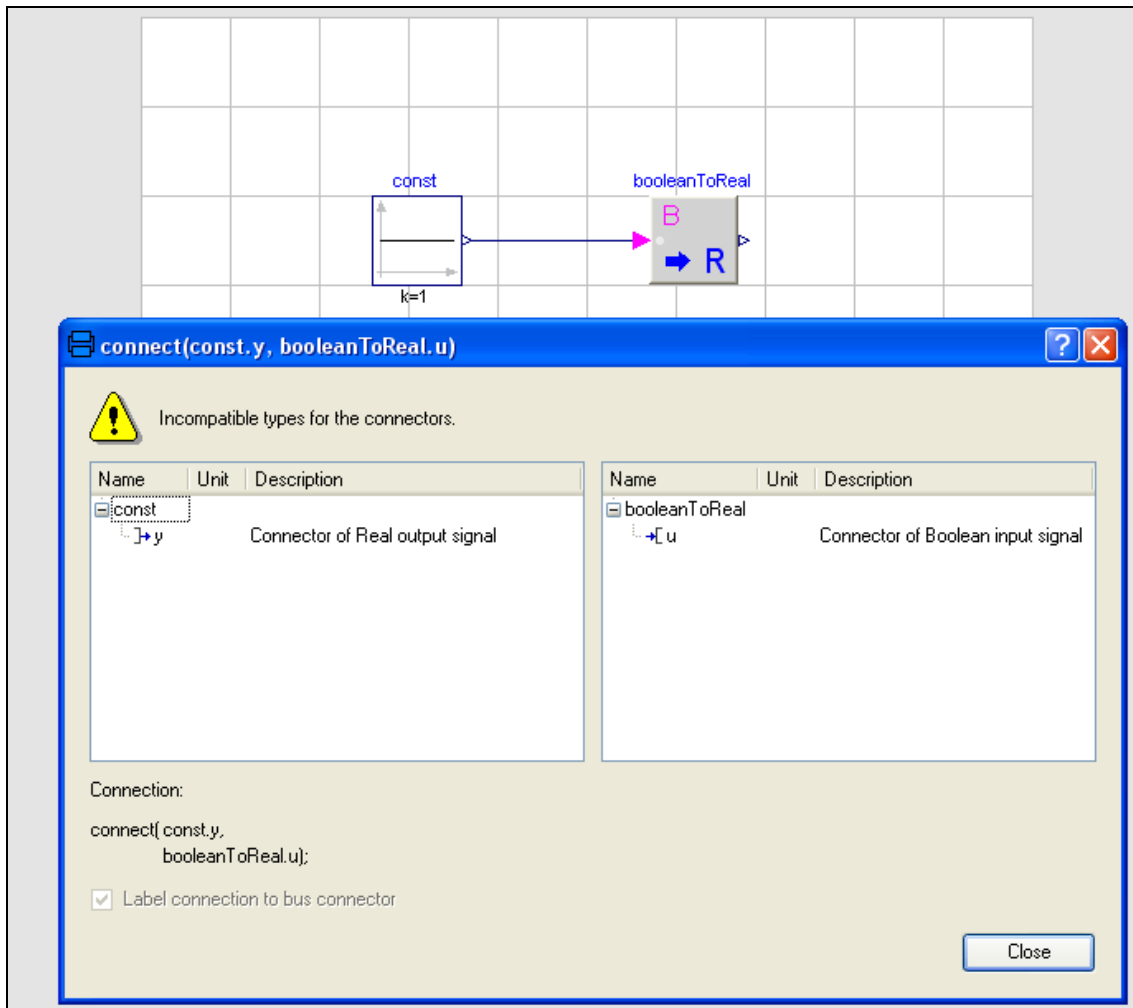 const booleanToReal
B
R
k=1
connect(const.y, booleanToReal.u)
?
Incompatible types for the connectors.
Name Unit Description Name Unit Description
const booleanToReal
y Connector of Real output signal u Connector of Boolean input signal
Connection:
connect( const.y,
booleanToReal.u);
Label connection to bus connector
Close